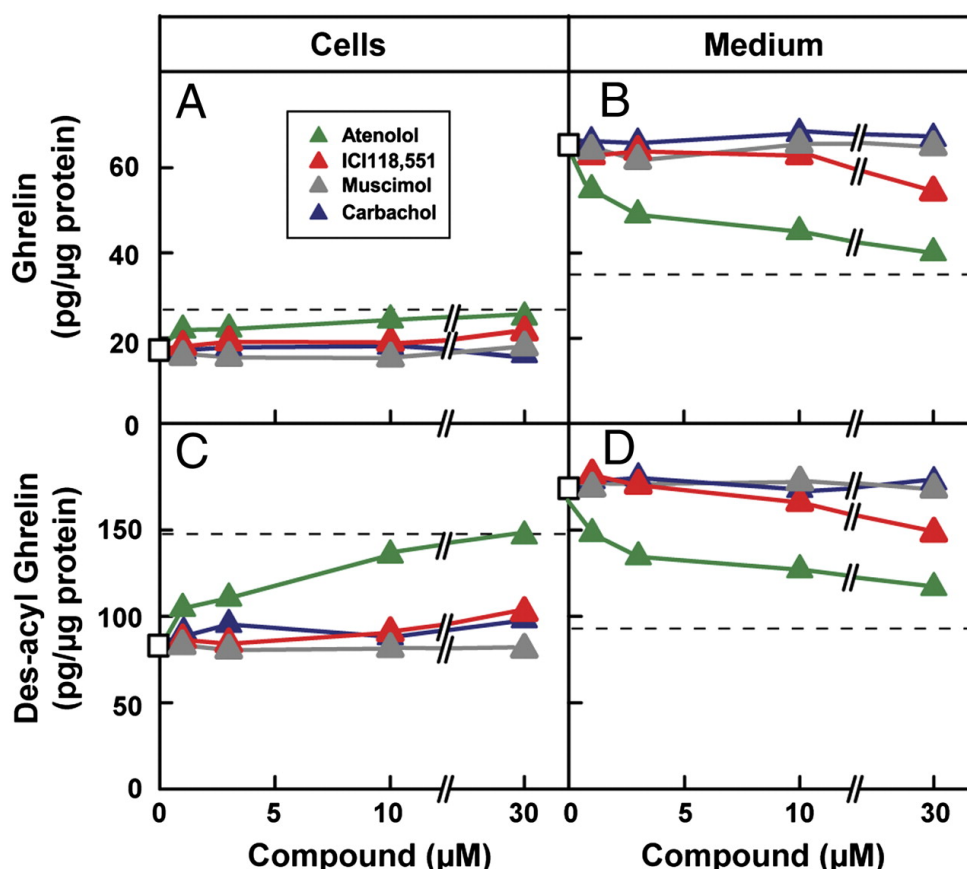 Cells
Medium
A
B
Atenolol
ICI118,551
Muscimol
Carbachol
Ghrelin
(pg/µg protein)
60
40
20
0
C
D
Des-acyl Ghrelin
(pg/µg protein)
150
100
50
0
0 5 10 30 0 5 10 30
Compound (µM) Compound (µM)